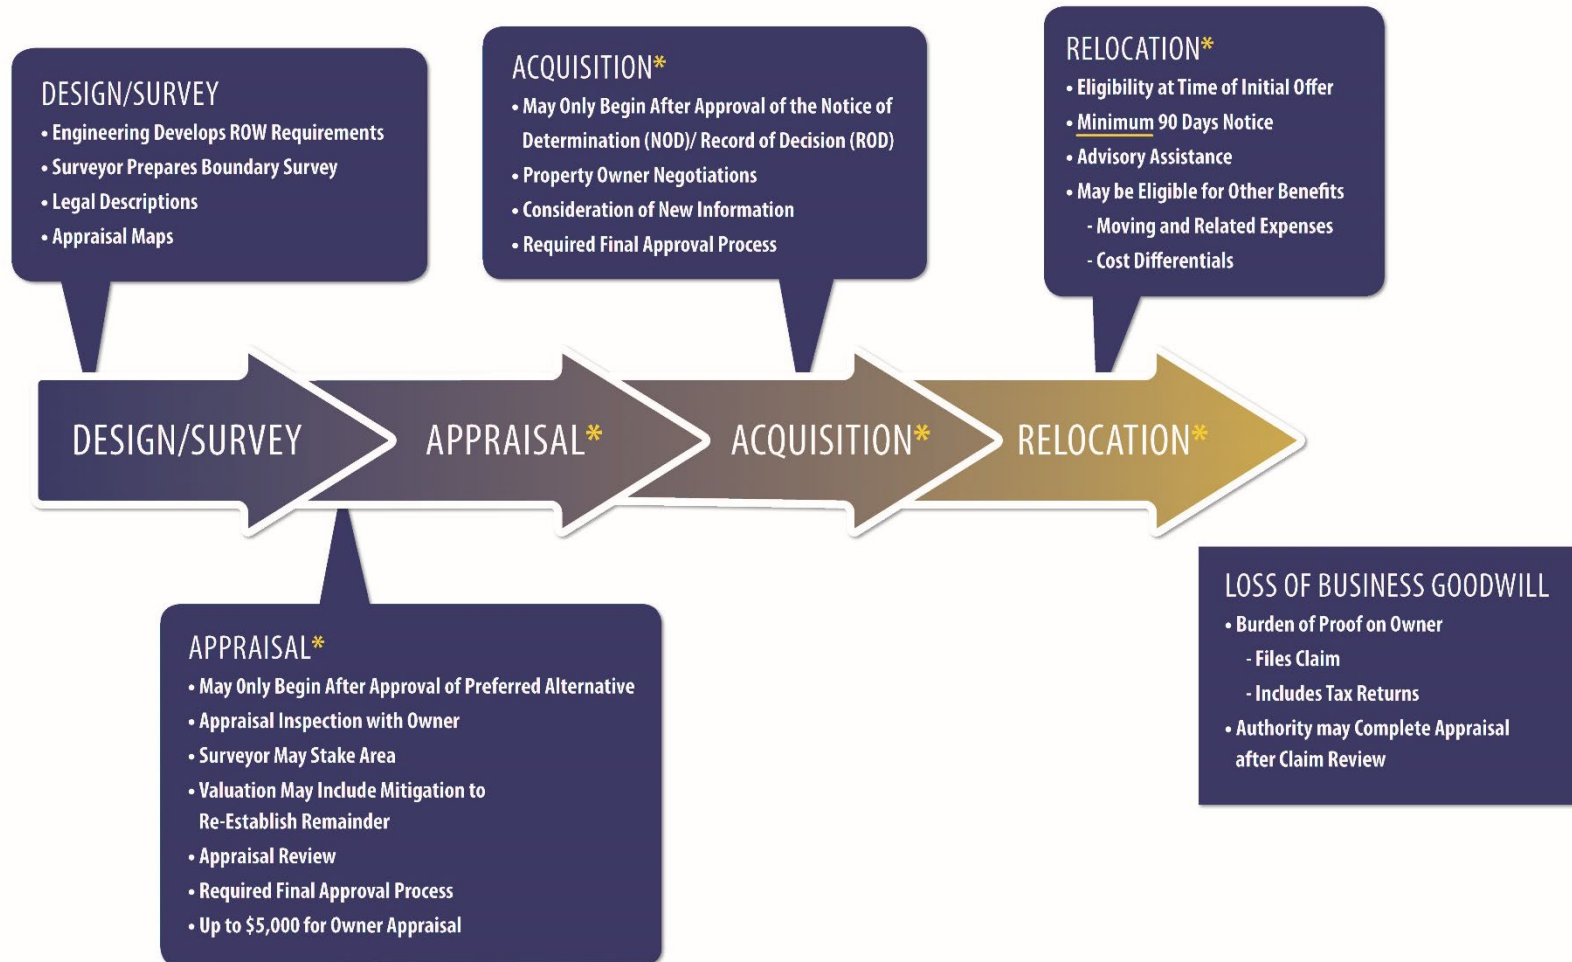 DESIGN/SURVEY
• Engineering Develops ROW Requirements
• Surveyor Prepares Boundary Survey
• Legal Descriptions
• Appraisal Maps
ACQUISITION*
• May Only Begin After Approval of the Notice of
Determination (NOD)/ Record of Decision (ROD)
• Property Owner Negotiations
• Consideration of New Information
• Required Final Approval Process
RELOCATION*
• Eligibility at Time of Initial Offer
• Minimum 90 Days Notice
• Advisory Assistance
• May be Eligible for Other Benefits
- Moving and Related Expenses
- Cost Differentials
DESIGN/SURVEY
APPRAISAL*
ACQUISITION*
RELOCATION*
APPRAISAL*
• May Only Begin After Approval of Preferred Alternative
• Appraisal Inspection with Owner
• Surveyor May Stake Area
• Valuation May Include Mitigation to
Re-Establish Remainder
• Appraisal Review
• Required Final Approval Process
• Up to $5,000 for Owner Appraisal
LOSS OF BUSINESS GOODWILL
• Burden of Proof on Owner
- Files Claim
- Includes Tax Returns
• Authority may Complete Appraisal
after Claim Review